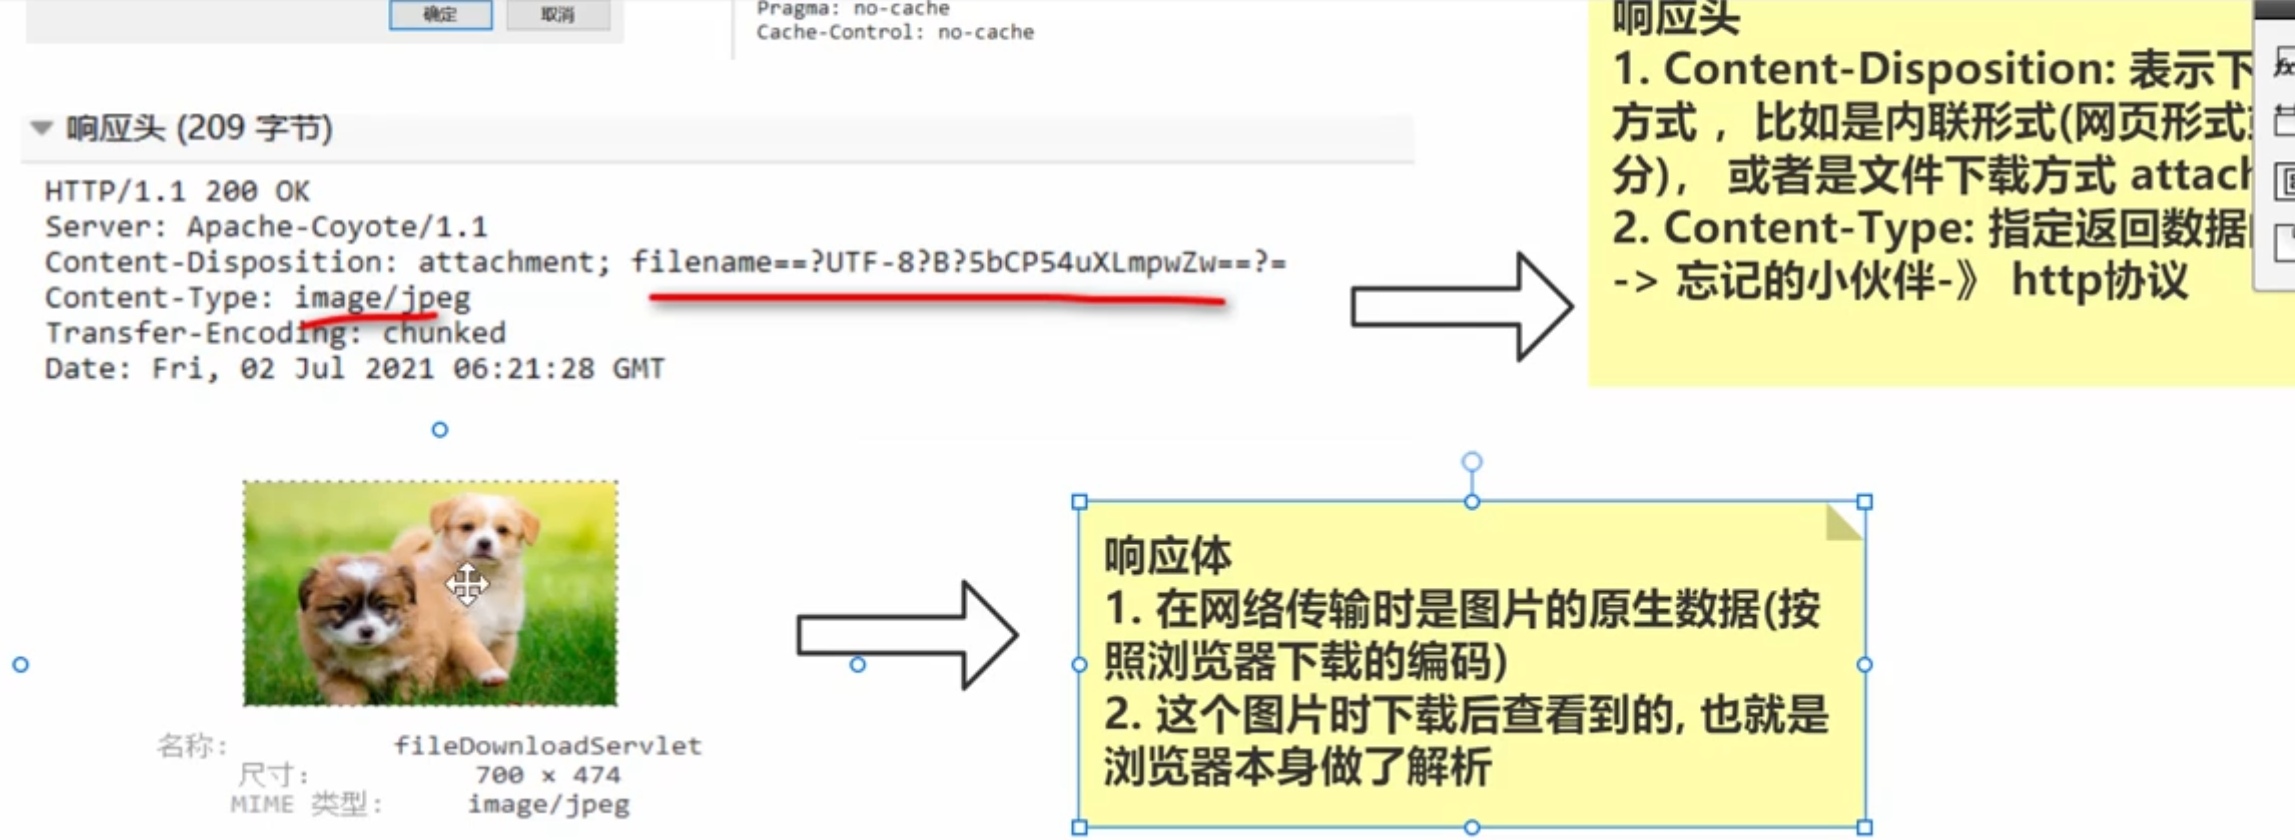 确定
取消
Pragma: no-cache
Cache-Control: no-cache
响应头 (209 字节)
HTTP/1.1 200 OK
Server: Apache-Coyote/1.1
Content-Disposition: attachment; filename==?UTF-8?B?5bCP54uXLmpwZw==?=
Content-Type: image/jpeg
Transfer-Encoding: chunked
Date: Fri, 02 Jul 2021 06:21:28 GMT
响应头
1. Content-Disposition: 表示下
方式 ，比如是内联形式(网页形式
分)， 或者是文件下载方式 attach
2. Content-Type: 指定返回数据
-> 忘记的小伙伴-》 http协议
名称: fileDownloadServlet
尺寸: 700 × 474
MIME 类型: image/jpeg
响应体
1. 在网络传输时是图片的原生数据(按
照浏览器下载的编码)
2. 这个图片时下载后查看到的, 也就是
浏览器本身做了解析